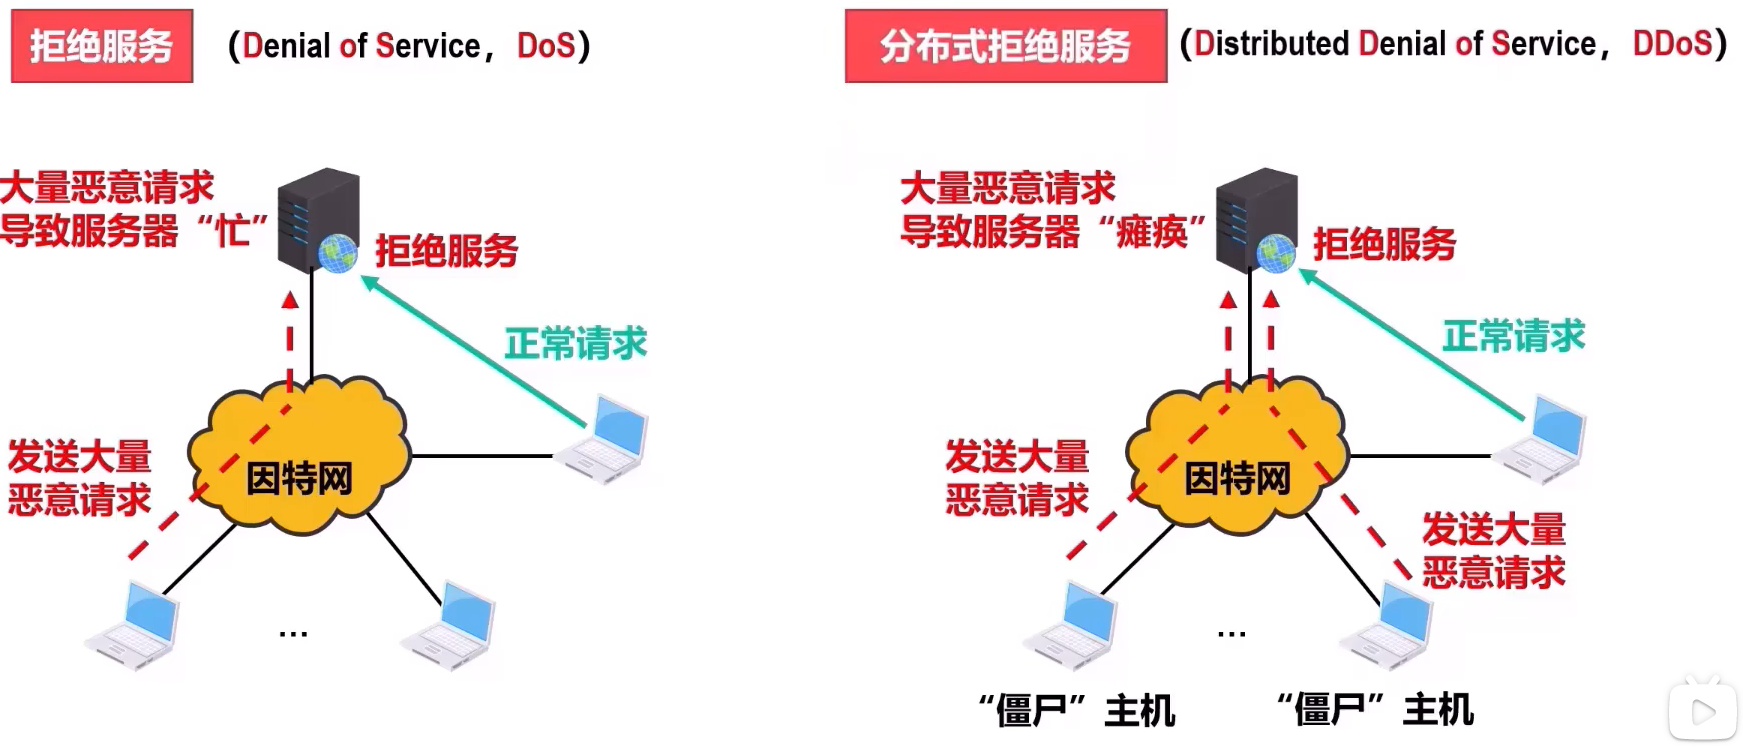 拒绝服务 （Denial of Service，DoS）
大量恶意请求
导致服务器“忙”
拒绝服务
正常请求
发送大量
恶意请求
因特网
...
分布式拒绝服务 （Distributed Denial of Service，DDoS）
大量恶意请求
导致服务器“瘫痪”
拒绝服务
正常请求
发送大量
恶意请求
因特网
发送大量
恶意请求
...
“僵尸”主机
“僵尸”主机